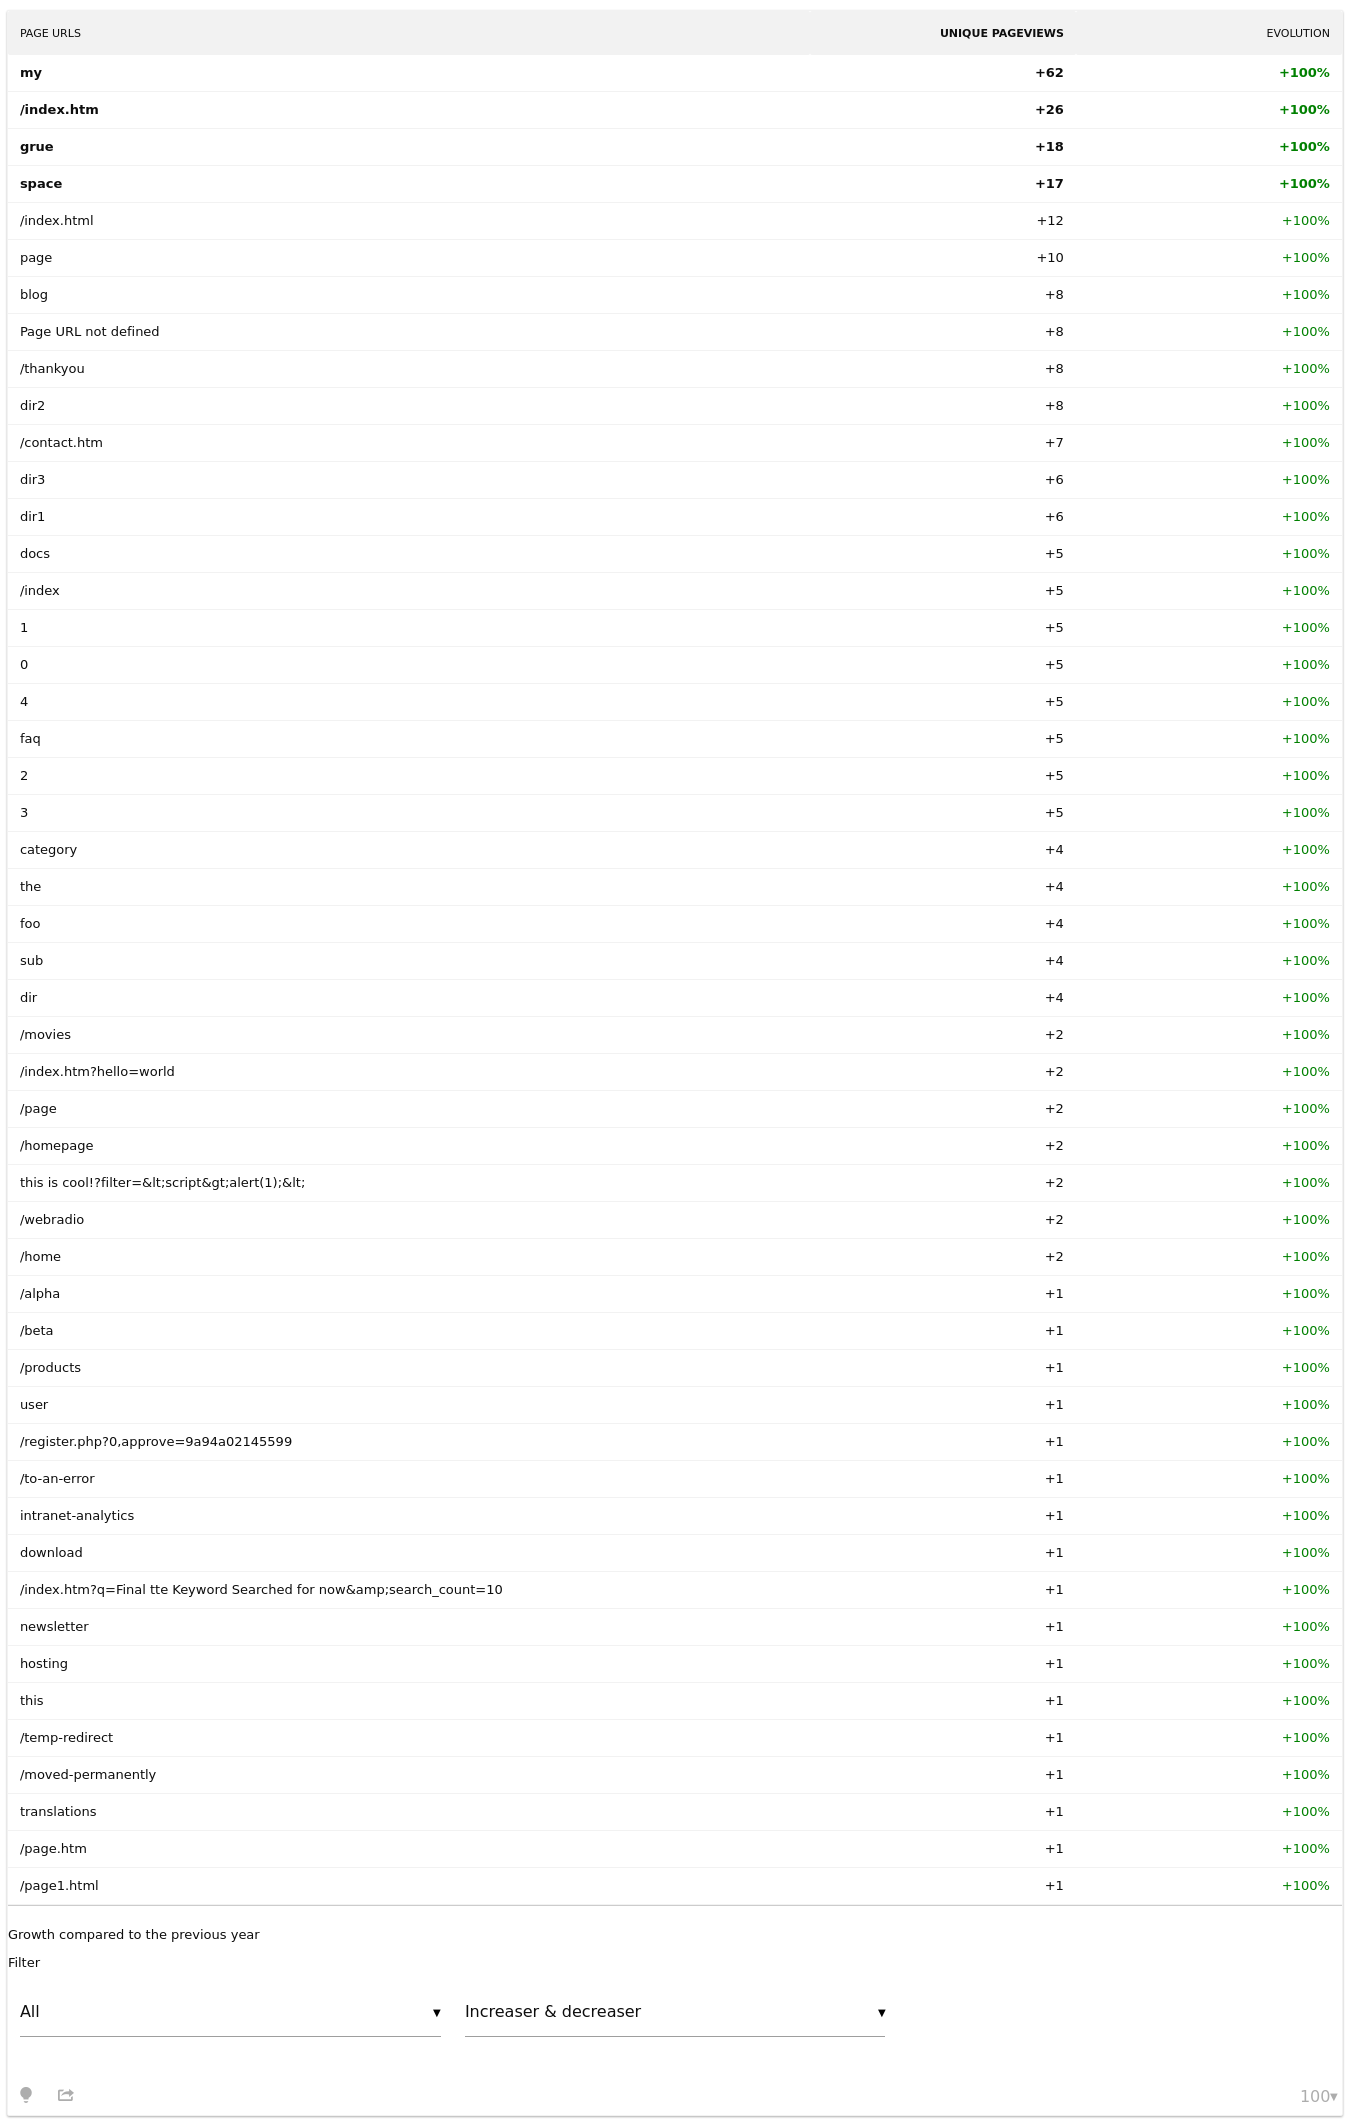 PAGE URLS UNIQUE PAGEVIEWS EVOLUTION
my +62 +100%
/index.htm +26 +100%
grue +18 +100%
space +17 +100%
/index.html +12 +100%
page +10 +100%
blog +8 +100%
Page URL not defined +8 +100%
/thankyou +8 +100%
dir2 +8 +100%
/contact.htm +7 +100%
dir3 +6 +100%
dir1 +6 +100%
docs +5 +100%
/index +5 +100%
1 +5 +100%
0 +5 +100%
4 +5 +100%
faq +5 +100%
2 +5 +100%
3 +5 +100%
category +4 +100%
the +4 +100%
foo +4 +100%
sub +4 +100%
dir +4 +100%
/movies +2 +100%
/index.htm?hello=world +2 +100%
/page +2 +100%
/homepage +2 +100%
this is cool!?filter=&lt;script&gt;alert(1);&lt; +2 +100%
/webradio +2 +100%
/home +2 +100%
/alpha +1 +100%
/beta +1 +100%
/products +1 +100%
user +1 +100%
/register.php?0,approve=9a94a02145599 +1 +100%
/to-an-error +1 +100%
intranet-analytics +1 +100%
download +1 +100%
/index.htm?q=Final tte Keyword Searched for now&amp;search_count=10 +1 +100%
newsletter +1 +100%
hosting +1 +100%
this +1 +100%
/temp-redirect +1 +100%
/moved-permanently +1 +100%
translations +1 +100%
/page.htm +1 +100%
/page1.html +1 +100%
Growth compared to the previous year
Filter
All ▾ Increaser & decreaser ▾
100▾